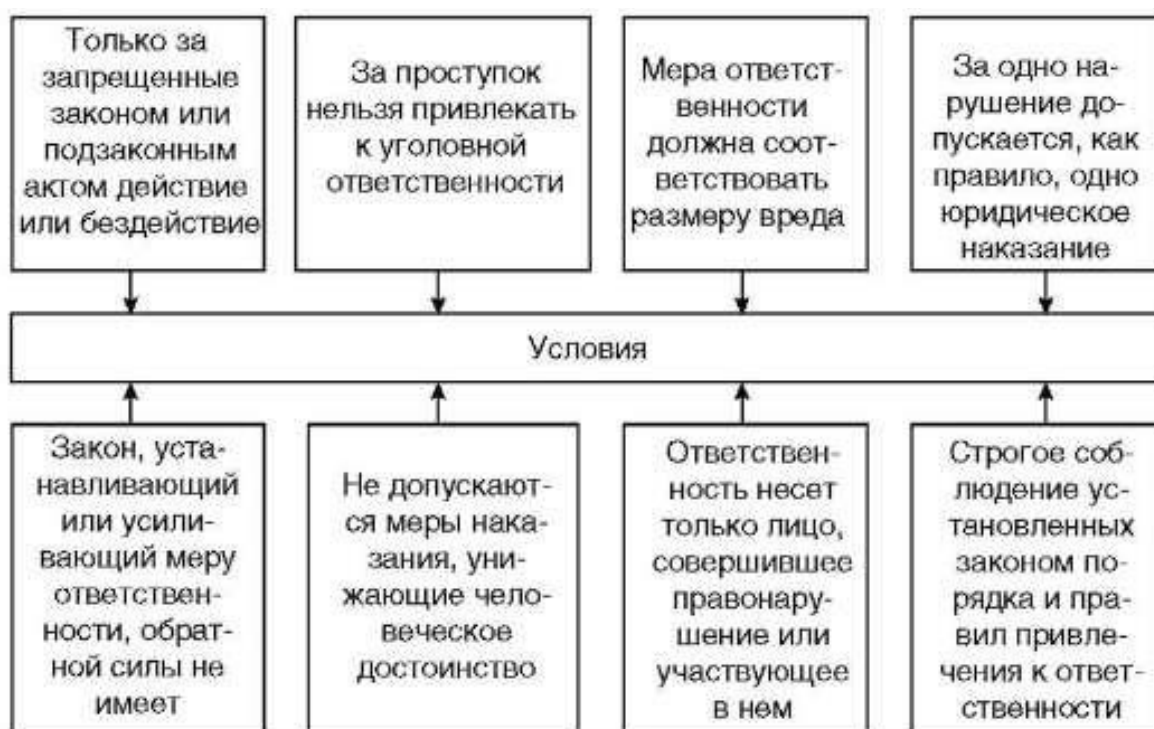 Только за
запрещенные
законом или
подзаконным
актом действие
или бездействие
За проступок
нельзя привлекать
к уголовной
ответственности
Мера ответст-
венности
должна соот-
ветствовать
размеру вреда
За одно на-
рушение до-
пускается, как
правило, одно
юридическое
наказание
Условия
Закон, уста-
навливающий
или усили-
вающий меру
ответствен-
ности, обрат-
ной силы не
имеет
Не допускают-
ся меры нака-
зания, уни-
жающие чело-
веческое
достоинство
Ответствен-
ность несет
только лицо,
совершившее
правонару-
шение или
участвующее
в нем
Строгое соб-
людение ус-
тановленных
законом по-
рядка и пра-
вил привле-
чения к ответ-
ственности